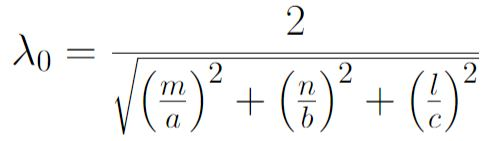 λ₀ = 2 / √((m/a)² + (n/b)² + (l/c)²)